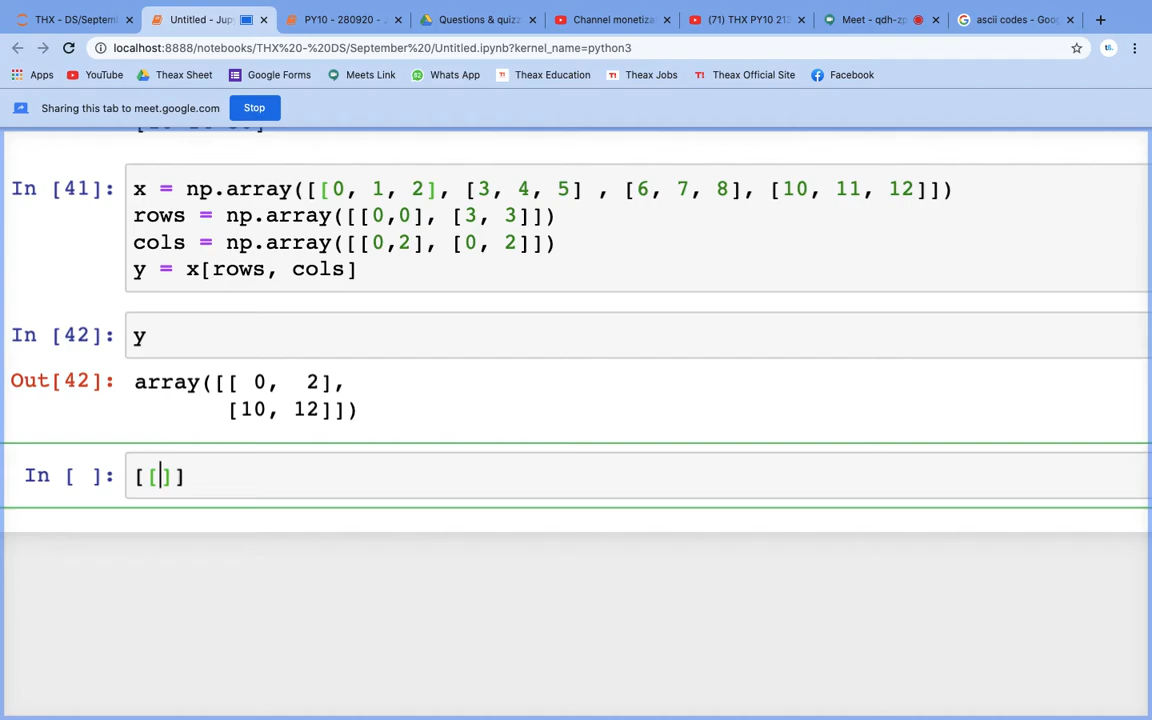 THX - DS/Septem
Untitled - Jup
PY10 - 280920 - J
Questions & quizz
Channel monetiza
(71) THX PY10 213
Meet - qdh-zp
ascii codes - Goo
localhost:8888/notebooks/THX%20-%20DS/September%20/Untitled.ipynb?kernel_name=python3
Apps
YouTube
Theax Sheet
Google Forms
Meets Link
Whats App
Theax Education
Theax Jobs
Theax Official Site
Facebook
Sharing this tab to meet.google.com
Stop
In [41]: x = np.array([[0, 1, 2], [3, 4, 5] , [6, 7, 8], [10, 11, 12]])
rows = np.array([[0,0], [3, 3]])
cols = np.array([[0,2], [0, 2]])
y = x[rows, cols]
In [42]: y
Out[42]: array([[ 0,  2],
[10, 12]])
In [ ]: [[]]